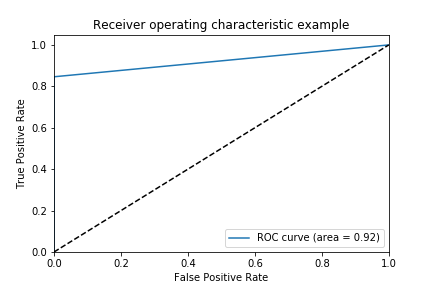 Receiver operating characteristic example
True Positive Rate
1.0
0.8
0.6
0.4
0.2
0.0
ROC curve (area = 0.92)
0.0 0.2 0.4 0.6 0.8 1.0
False Positive Rate